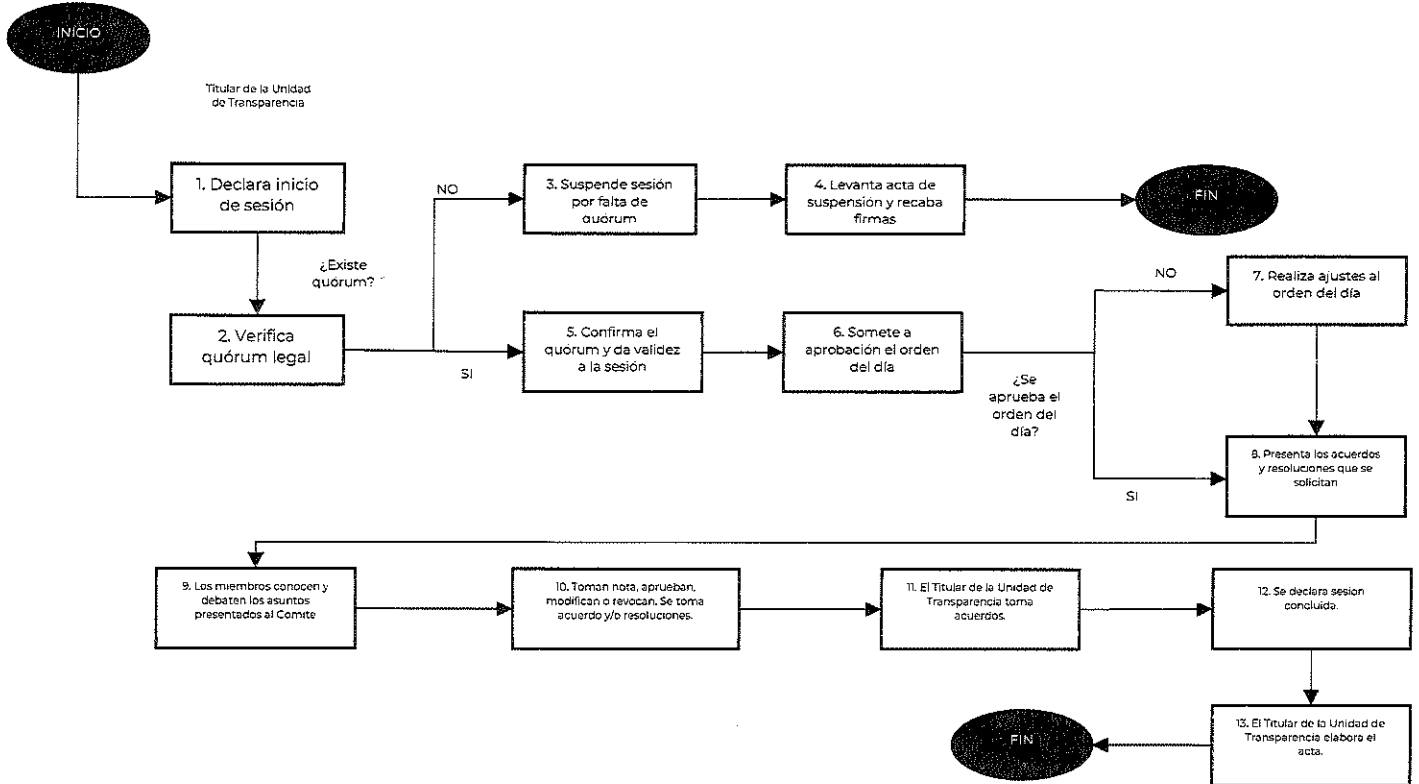 INICIO
Titular de la Unidad
de Transparencia
1. Declara inicio
de sesión
¿Existe
quórum?
2. Verifica
quórum legal
NO
3. Suspende sesión
por falta de
quórum
4. Levanta acta de
suspensión y recaba
firmas
FIN
SI
5. Confirma el
quórum y da validez
a la sesión
6. Somete a
aprobación el orden
del día
¿Se
aprueba el
orden del
día?
NO
7. Realiza ajustes al
orden del día
SI
8. Presenta los acuerdos
y resoluciones que se
solicitan
9. Los miembros conocen y
debaten los asuntos
presentados al Comite
10. Toman nota, aprueban,
modifican o revocan. Se toma
acuerdo y/o resoluciones.
11. El Titular de la Unidad de
Transparencia toma
acuerdos.
12. Se declara sesion
concluida.
13. El Titular de la Unidad de
Transparencia elabora el
acta.
FIN